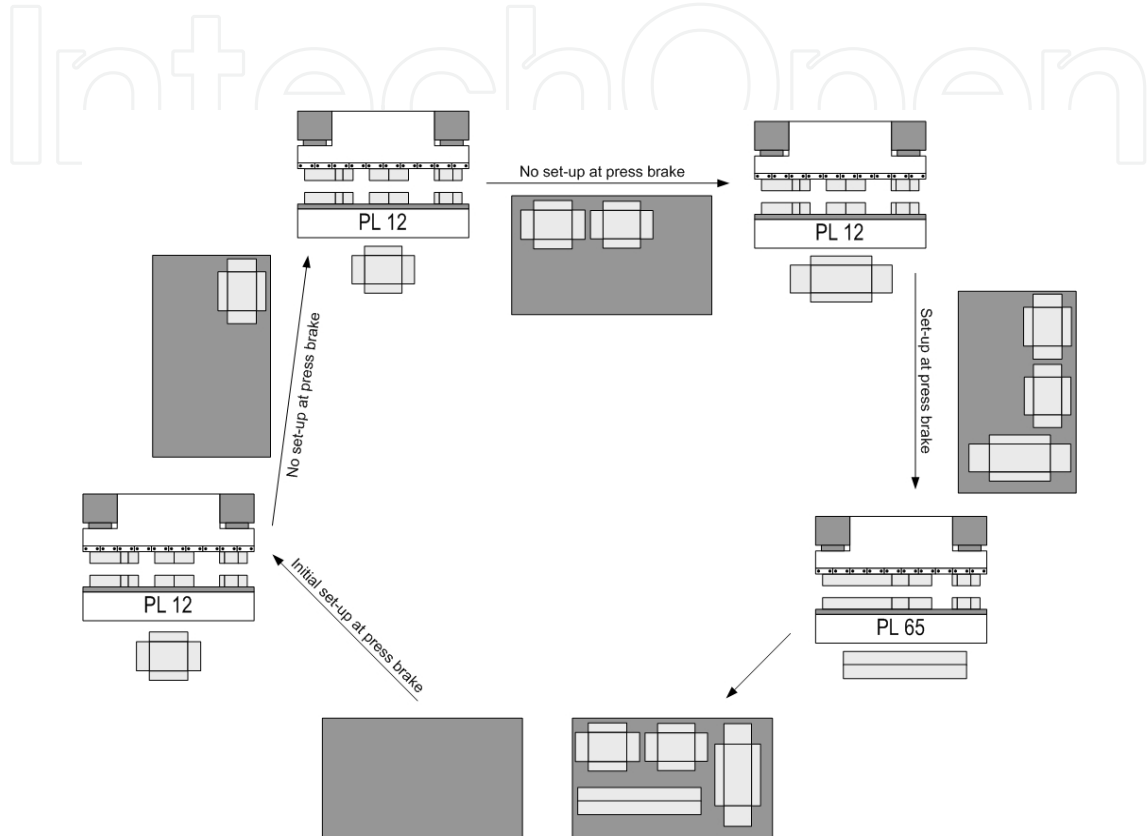 IntechOpen
No set-up at press brake
PL 12
PL 12
No set-up at press brake
Set-up at press brake
PL 12
Initial set-up at press brake
PL 65